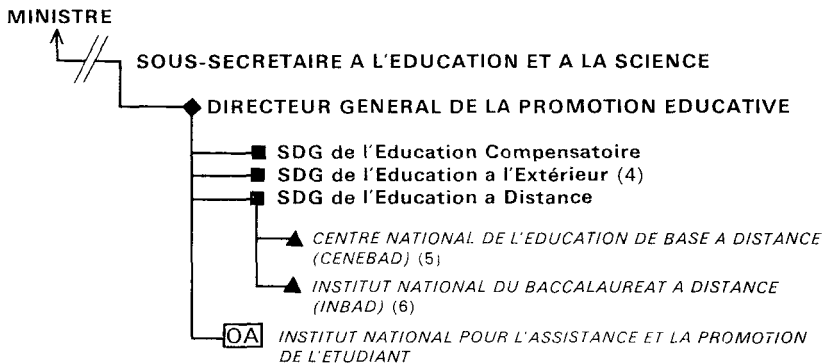 MINISTRE
SOUS-SECRETAIRE A L'EDUCATION ET A LA SCIENCE
DIRECTEUR GENERAL DE LA PROMOTION EDUCATIVE
SDG de l'Education Compensatoire
SDG de l'Education a l'Extérieur (4)
SDG de l'Education a Distance
CENTRE NATIONAL DE L'EDUCATION DE BASE A DISTANCE
(CENEBAD) (5)
INSTITUT NATIONAL DU BACCALAUREAT A DISTANCE
(INBAD) (6)
OA INSTITUT NATIONAL POUR L'ASSISTANCE ET LA PROMOTION
DE L'ETUDIANT